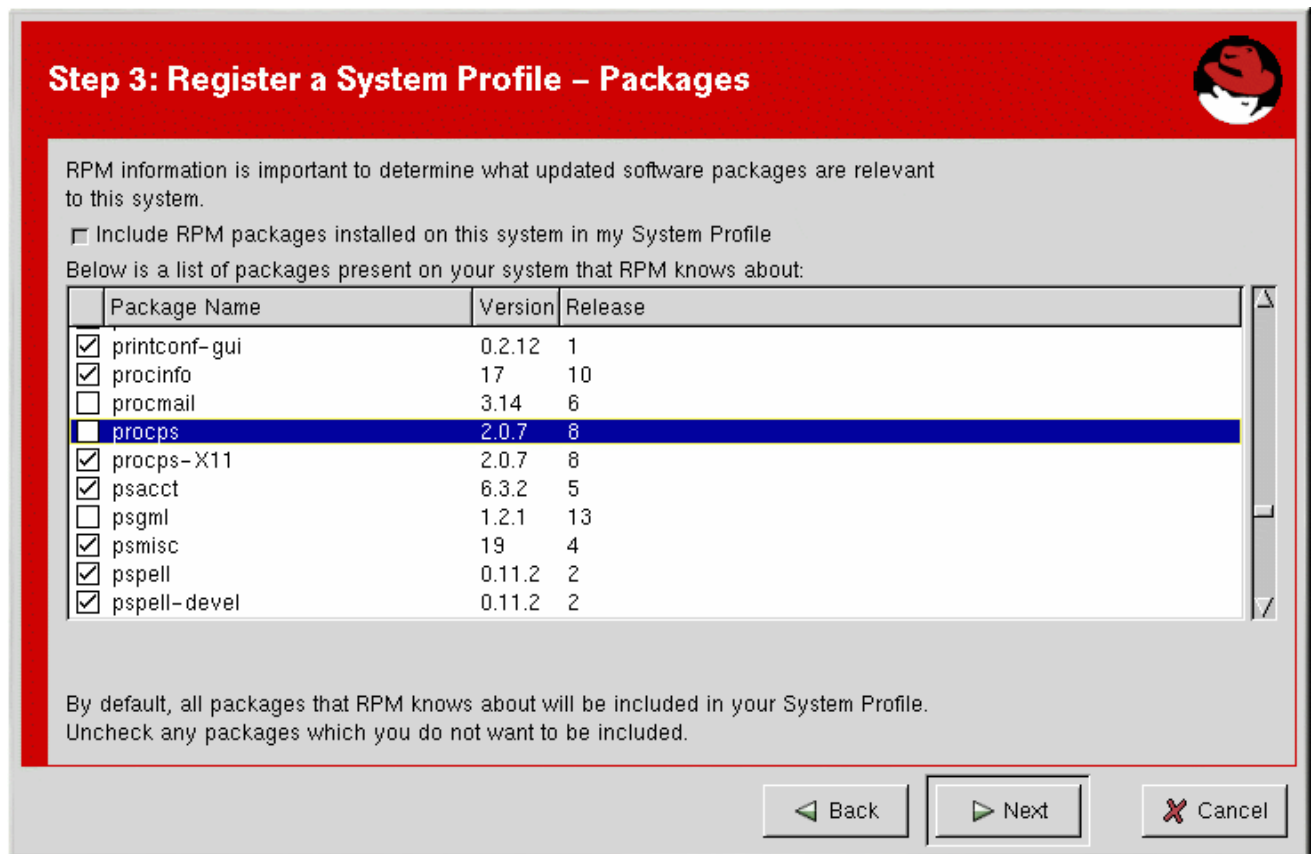 Step 3: Register a System Profile – Packages
RPM information is important to determine what updated software packages are relevant
to this system.
Include RPM packages installed on this system in my System Profile
Below is a list of packages present on your system that RPM knows about:
Package Name Version Release
printconf-gui 0.2.12 1
procinfo 17 10
procmail 3.14 6
procps 2.0.7 8
procps-X11 2.0.7 8
psacct 6.3.2 5
psgml 1.2.1 13
psmisc 19 4
pspell 0.11.2 2
pspell-devel 0.11.2 2
By default, all packages that RPM knows about will be included in your System Profile.
Uncheck any packages which you do not want to be included.
Back Next Cancel